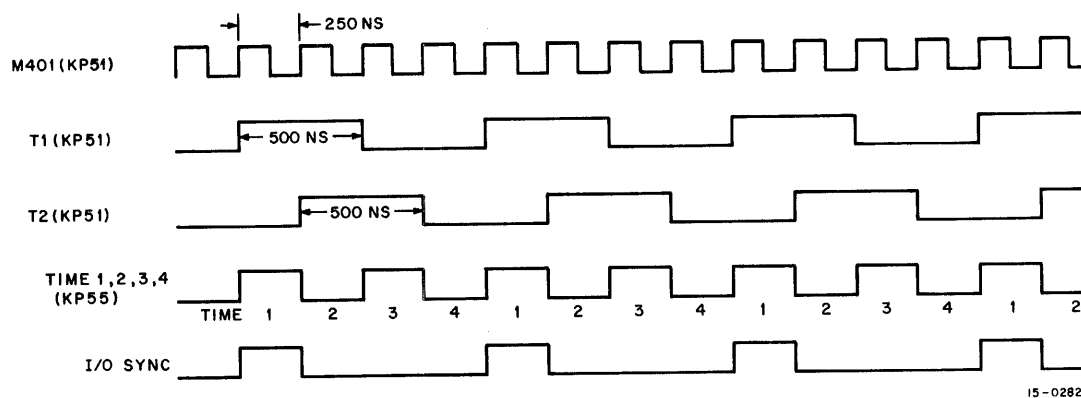 250 NS
M401(KP51)
T1(KP51)
500 NS
T2(KP51)
500 NS
TIME 1,2,3,4
(KP55)
TIME 1 2 3 4 1 2 3 4 1 2 3 4 1 2
I/O SYNC
15-0282